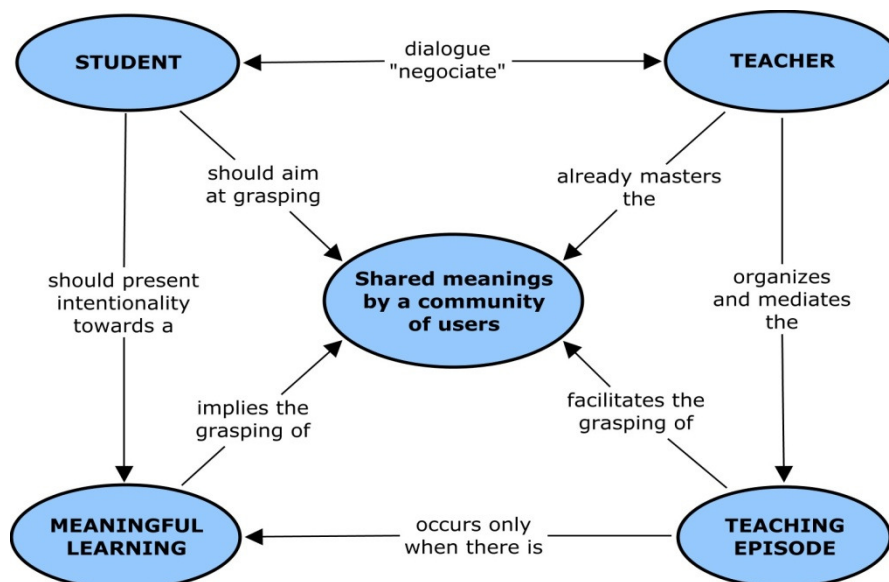 STUDENT
dialogue
"negociate"
TEACHER
should aim
at grasping
already masters
the
should present
intentionality
towards a
Shared meanings
by a community
of users
organizes
and mediates
the
implies the
grasping of
facilitates the
grasping of
MEANINGFUL
LEARNING
occurs only
when there is
TEACHING
EPISODE